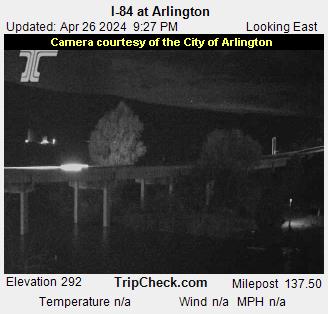 I-84 at Arlington
Updated: Apr 26 2024 9:27 PM Looking East
Camera courtesy of the City of Arlington
Elevation 292 TripCheck.com Milepost 137.50
Temperature n/a Wind n/a MPH n/a